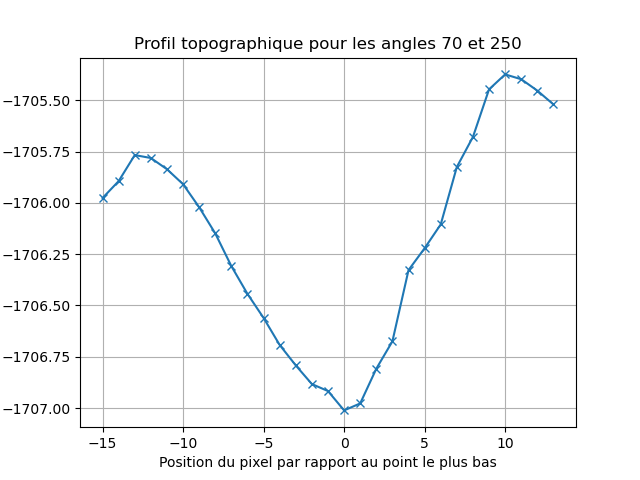 Profil topographique pour les angles 70 et 250
−1705.50
−1705.75
−1706.00
−1706.25
−1706.50
−1706.75
−1707.00
−15 −10 −5 0 5 10
Position du pixel par rapport au point le plus bas